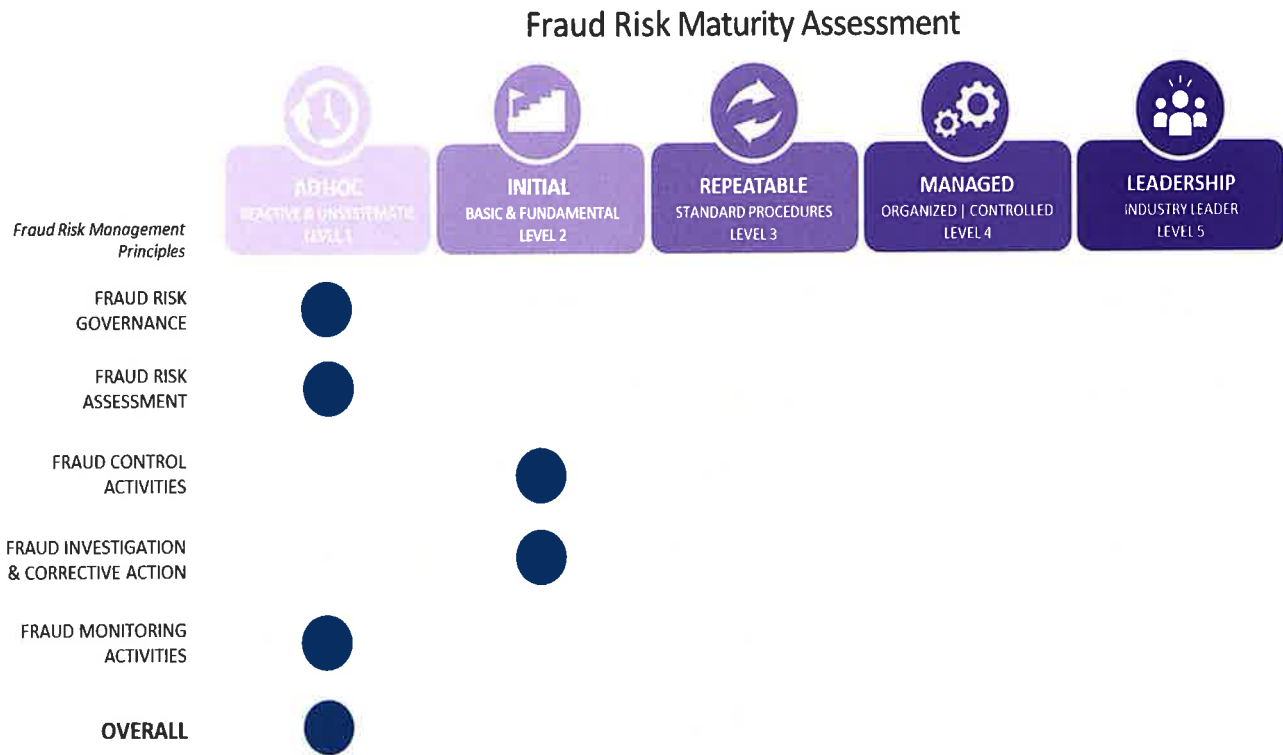 Fraud Risk Maturity Assessment
ADHOC
REACTIVE & UNSYSTEMATIC
LEVEL 1
INITIAL
BASIC & FUNDAMENTAL
LEVEL 2
REPEATABLE
STANDARD PROCEDURES
LEVEL 3
MANAGED
ORGANIZED | CONTROLLED
LEVEL 4
LEADERSHIP
INDUSTRY LEADER
LEVEL 5
Fraud Risk Management
Principles
FRAUD RISK
GOVERNANCE
FRAUD RISK
ASSESSMENT
FRAUD CONTROL
ACTIVITIES
FRAUD INVESTIGATION
& CORRECTIVE ACTION
FRAUD MONITORING
ACTIVITIES
OVERALL